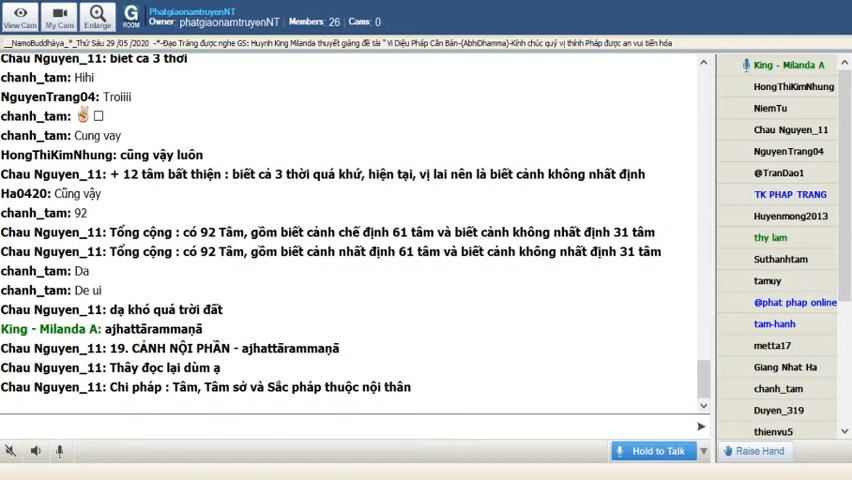 PhatgiaonamtruyenNT
Owner: phatgiaonamtruyenNT | Members: 26 | Cams: 0
View Cam
My Cam
Enlarge
G
ROOM
__NamoBuddhàya_*_Thứ Sáu 29 /05 /2020 -*-Đạo Tràng được nghe GS: Huynh King Milanda thuyết giảng đề tài " Vi Diệu Pháp Căn Bản-(AbhiDhamma)-Kính chúc quý vị thính Pháp được an vui tiến hóa
Chau Nguyen_11: biết cả 3 thời
chanh_tam: Hihi
NguyenTrang04: Troiiii
chanh_tam: ✌🏼□
chanh_tam: Cung vay
HongThiKimNhung: cũng vậy luôn
Chau Nguyen_11: + 12 tâm bất thiện : biết cả 3 thời quá khứ, hiện tại, vị lai nên là biết cảnh không nhất định
Ha0420: Cũng vậy
chanh_tam: 92
Chau Nguyen_11: Tổng cộng : có 92 Tâm, gồm biết cảnh chế định 61 tâm và biết cảnh không nhất định 31 tâm
Chau Nguyen_11: Tổng cộng : có 92 Tâm, gồm biết cảnh nhất định 61 tâm và biết cảnh không nhất định 31 tâm
chanh_tam: Da
chanh_tam: De ui
Chau Nguyen_11: dạ khó quá trời đất
King - Milanda A: ajhattārammaṇā
Chau Nguyen_11: 19. CẢNH NỘI PHẦN - ajhattārammaṇā
Chau Nguyen_11: Thầy đọc lại dùm ạ
Chau Nguyen_11: Chi pháp : Tâm, Tâm sở và Sắc pháp thuộc nội thân
Hold to Talk
King - Milanda A
HongThiKimNhung
NiemTu
Chau Nguyen_11
NguyenTrang04
@TranDao1
TK PHAP TRANG
Huyenmong2013
thy lam
Suthanhtam
tamuy
@phat phap online
tam-hanh
metta17
Giang Nhat Ha
chanh_tam
Duyen_319
thienvu5
Raise Hand